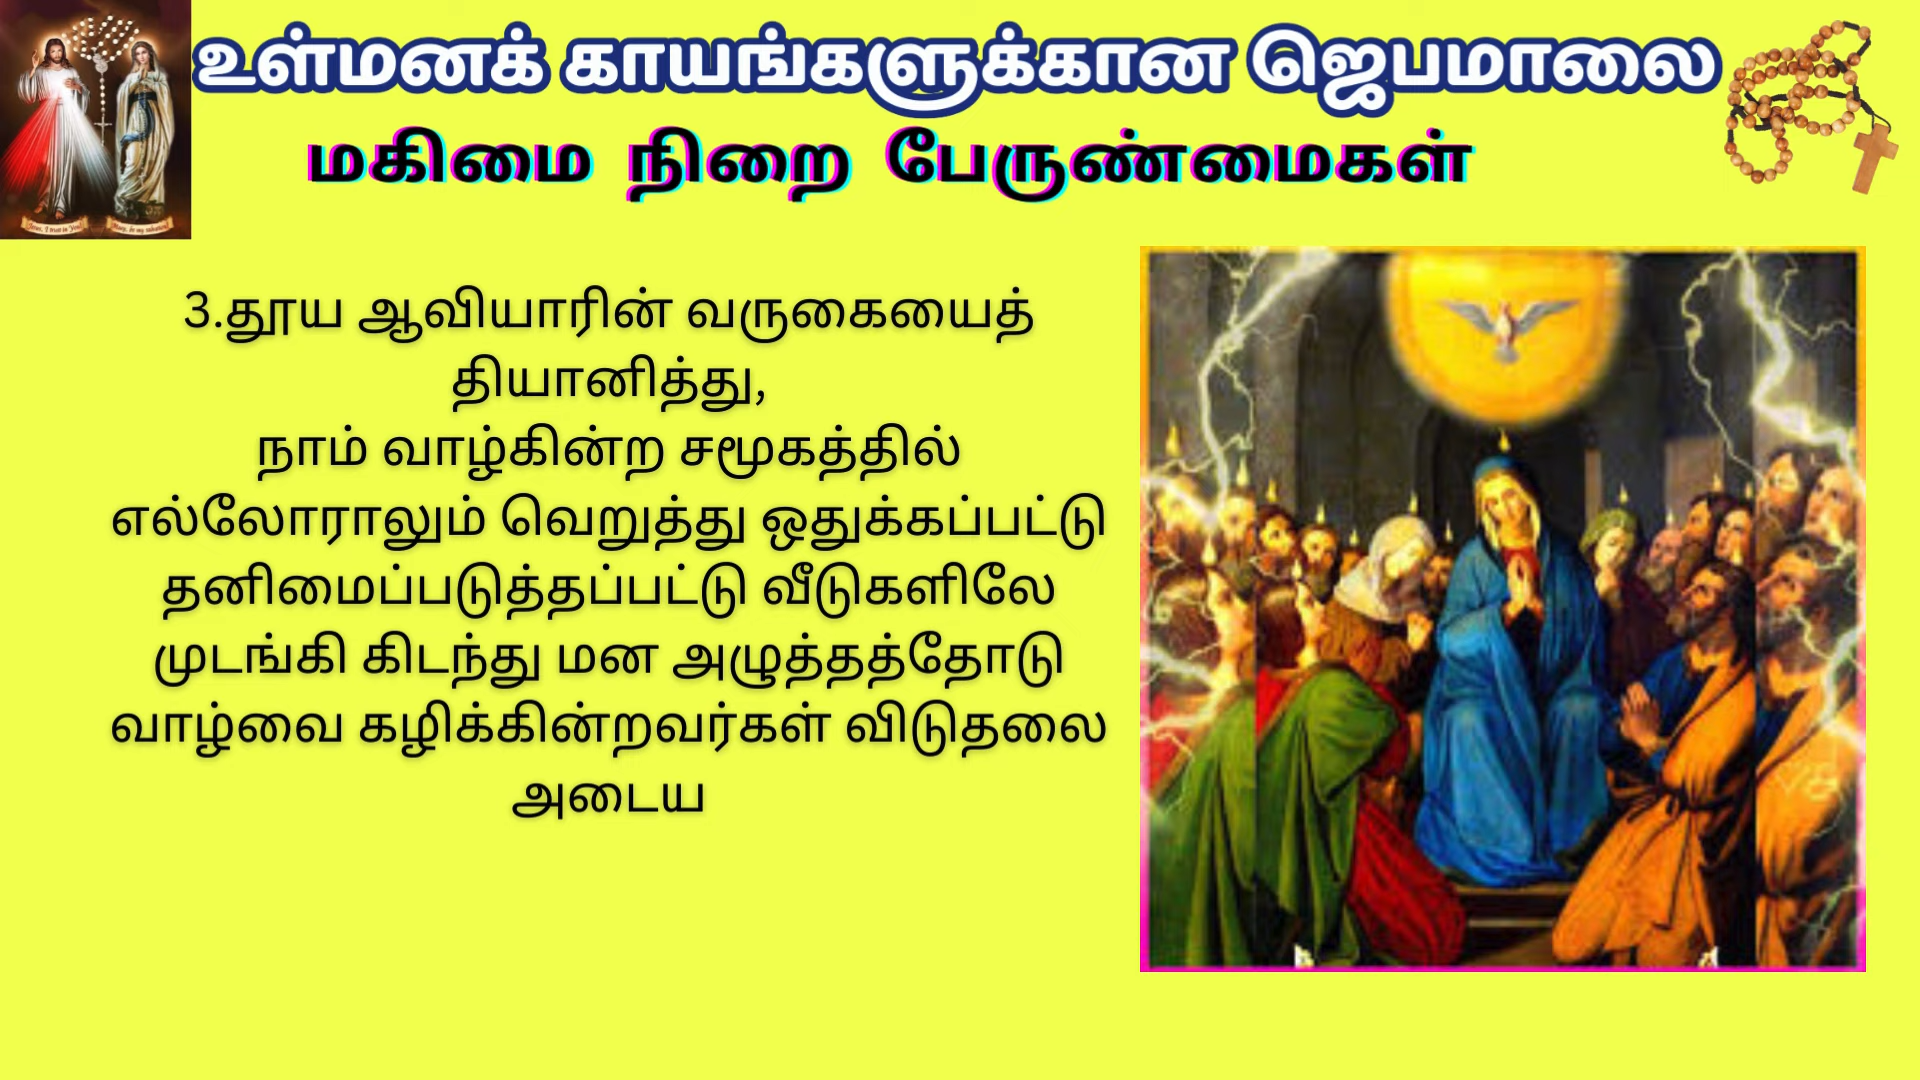 உள்மனக் காயங்களுக்கான ஜெபமாலை
மகிமை நிறை பேருண்மைகள்
3.தூய ஆவியாரின் வருகையைத்
தியானித்து,
நாம் வாழ்கின்ற சமூகத்தில்
எல்லோராலும் வெறுத்து ஒதுக்கப்பட்டு
தனிமைப்படுத்தப்பட்டு வீடுகளிலே
முடங்கி கிடந்து மன அழுத்தத்தோடு
வாழ்வை கழிக்கின்றவர்கள் விடுதலை
அடைய